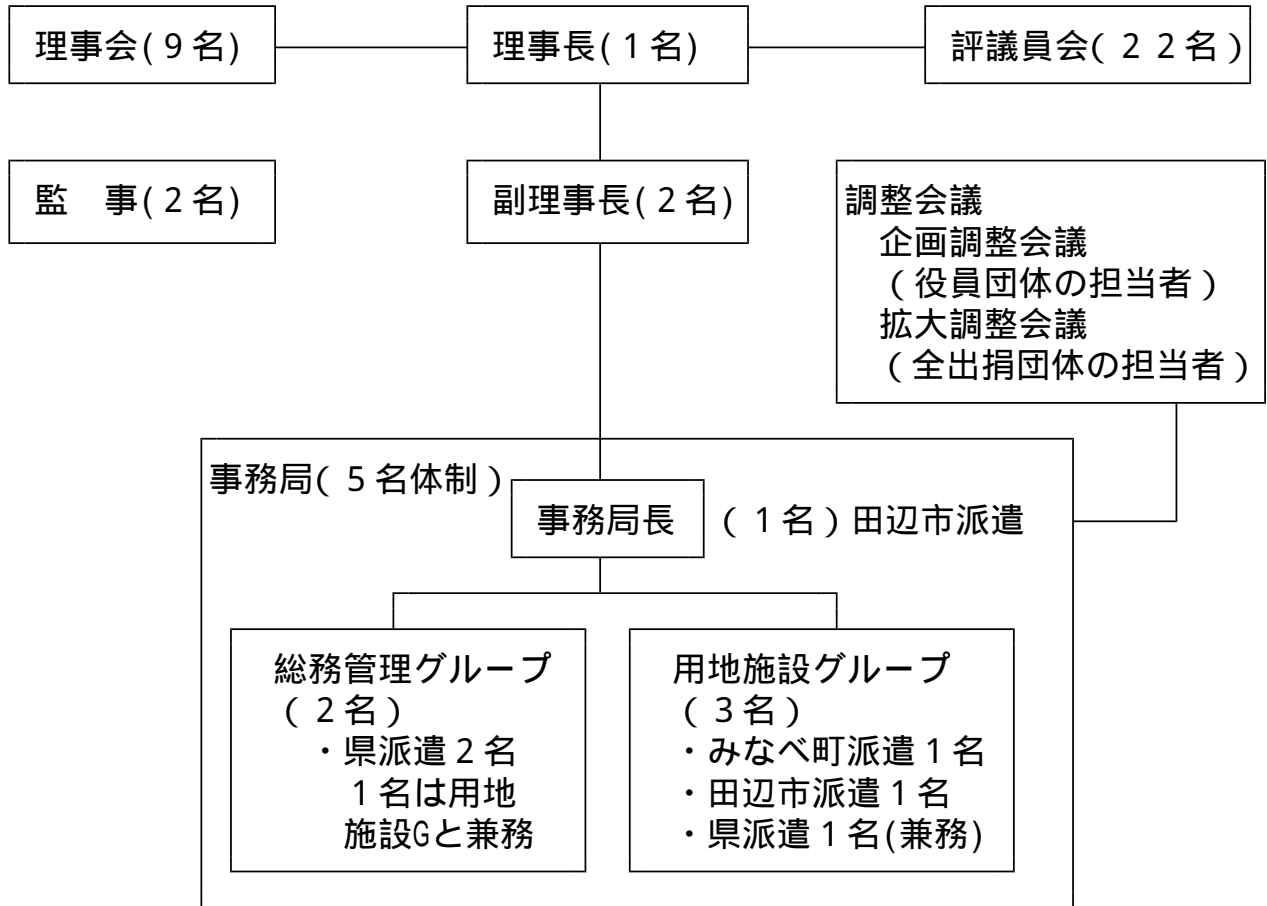 理事会(９名)
理事長(１名)
評議員会(２２名)
監　事(２名)
副理事長(２名)
調整会議
企画調整会議
（役員団体の担当者）
拡大調整会議
（全出捐団体の担当者）
事務局(５名体制)
事務局長
（１名）田辺市派遣
総務管理グループ
（２名）
・県派遣２名
１名は用地
施設Gと兼務
用地施設グループ
（３名）
・みなべ町派遣１名
・田辺市派遣１名
・県派遣１名(兼務)